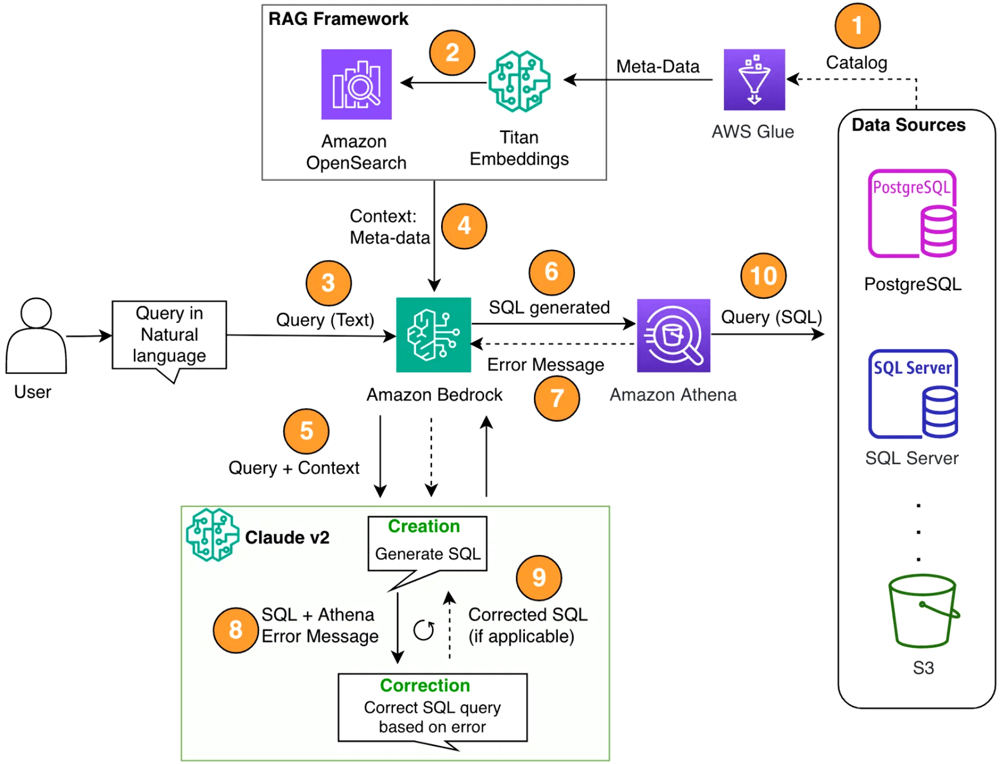 RAG Framework
1
2
Catalog
Meta-Data
Amazon
OpenSearch
Titan
Embeddings
AWS Glue
Data Sources
PostgreSQL
PostgreSQL
SQL Server
SQL Server
.
.
.
S3
Context:
Meta-data
4
3
6
10
Query in
Natural
language
User
Query (Text)
SQL generated
Query (SQL)
Error Message
Amazon Bedrock
7
Amazon Athena
5
Query + Context
Claude v2
Creation
Generate SQL
9
8
SQL + Athena
Error Message
Corrected SQL
(if applicable)
Correction
Correct SQL query
based on error